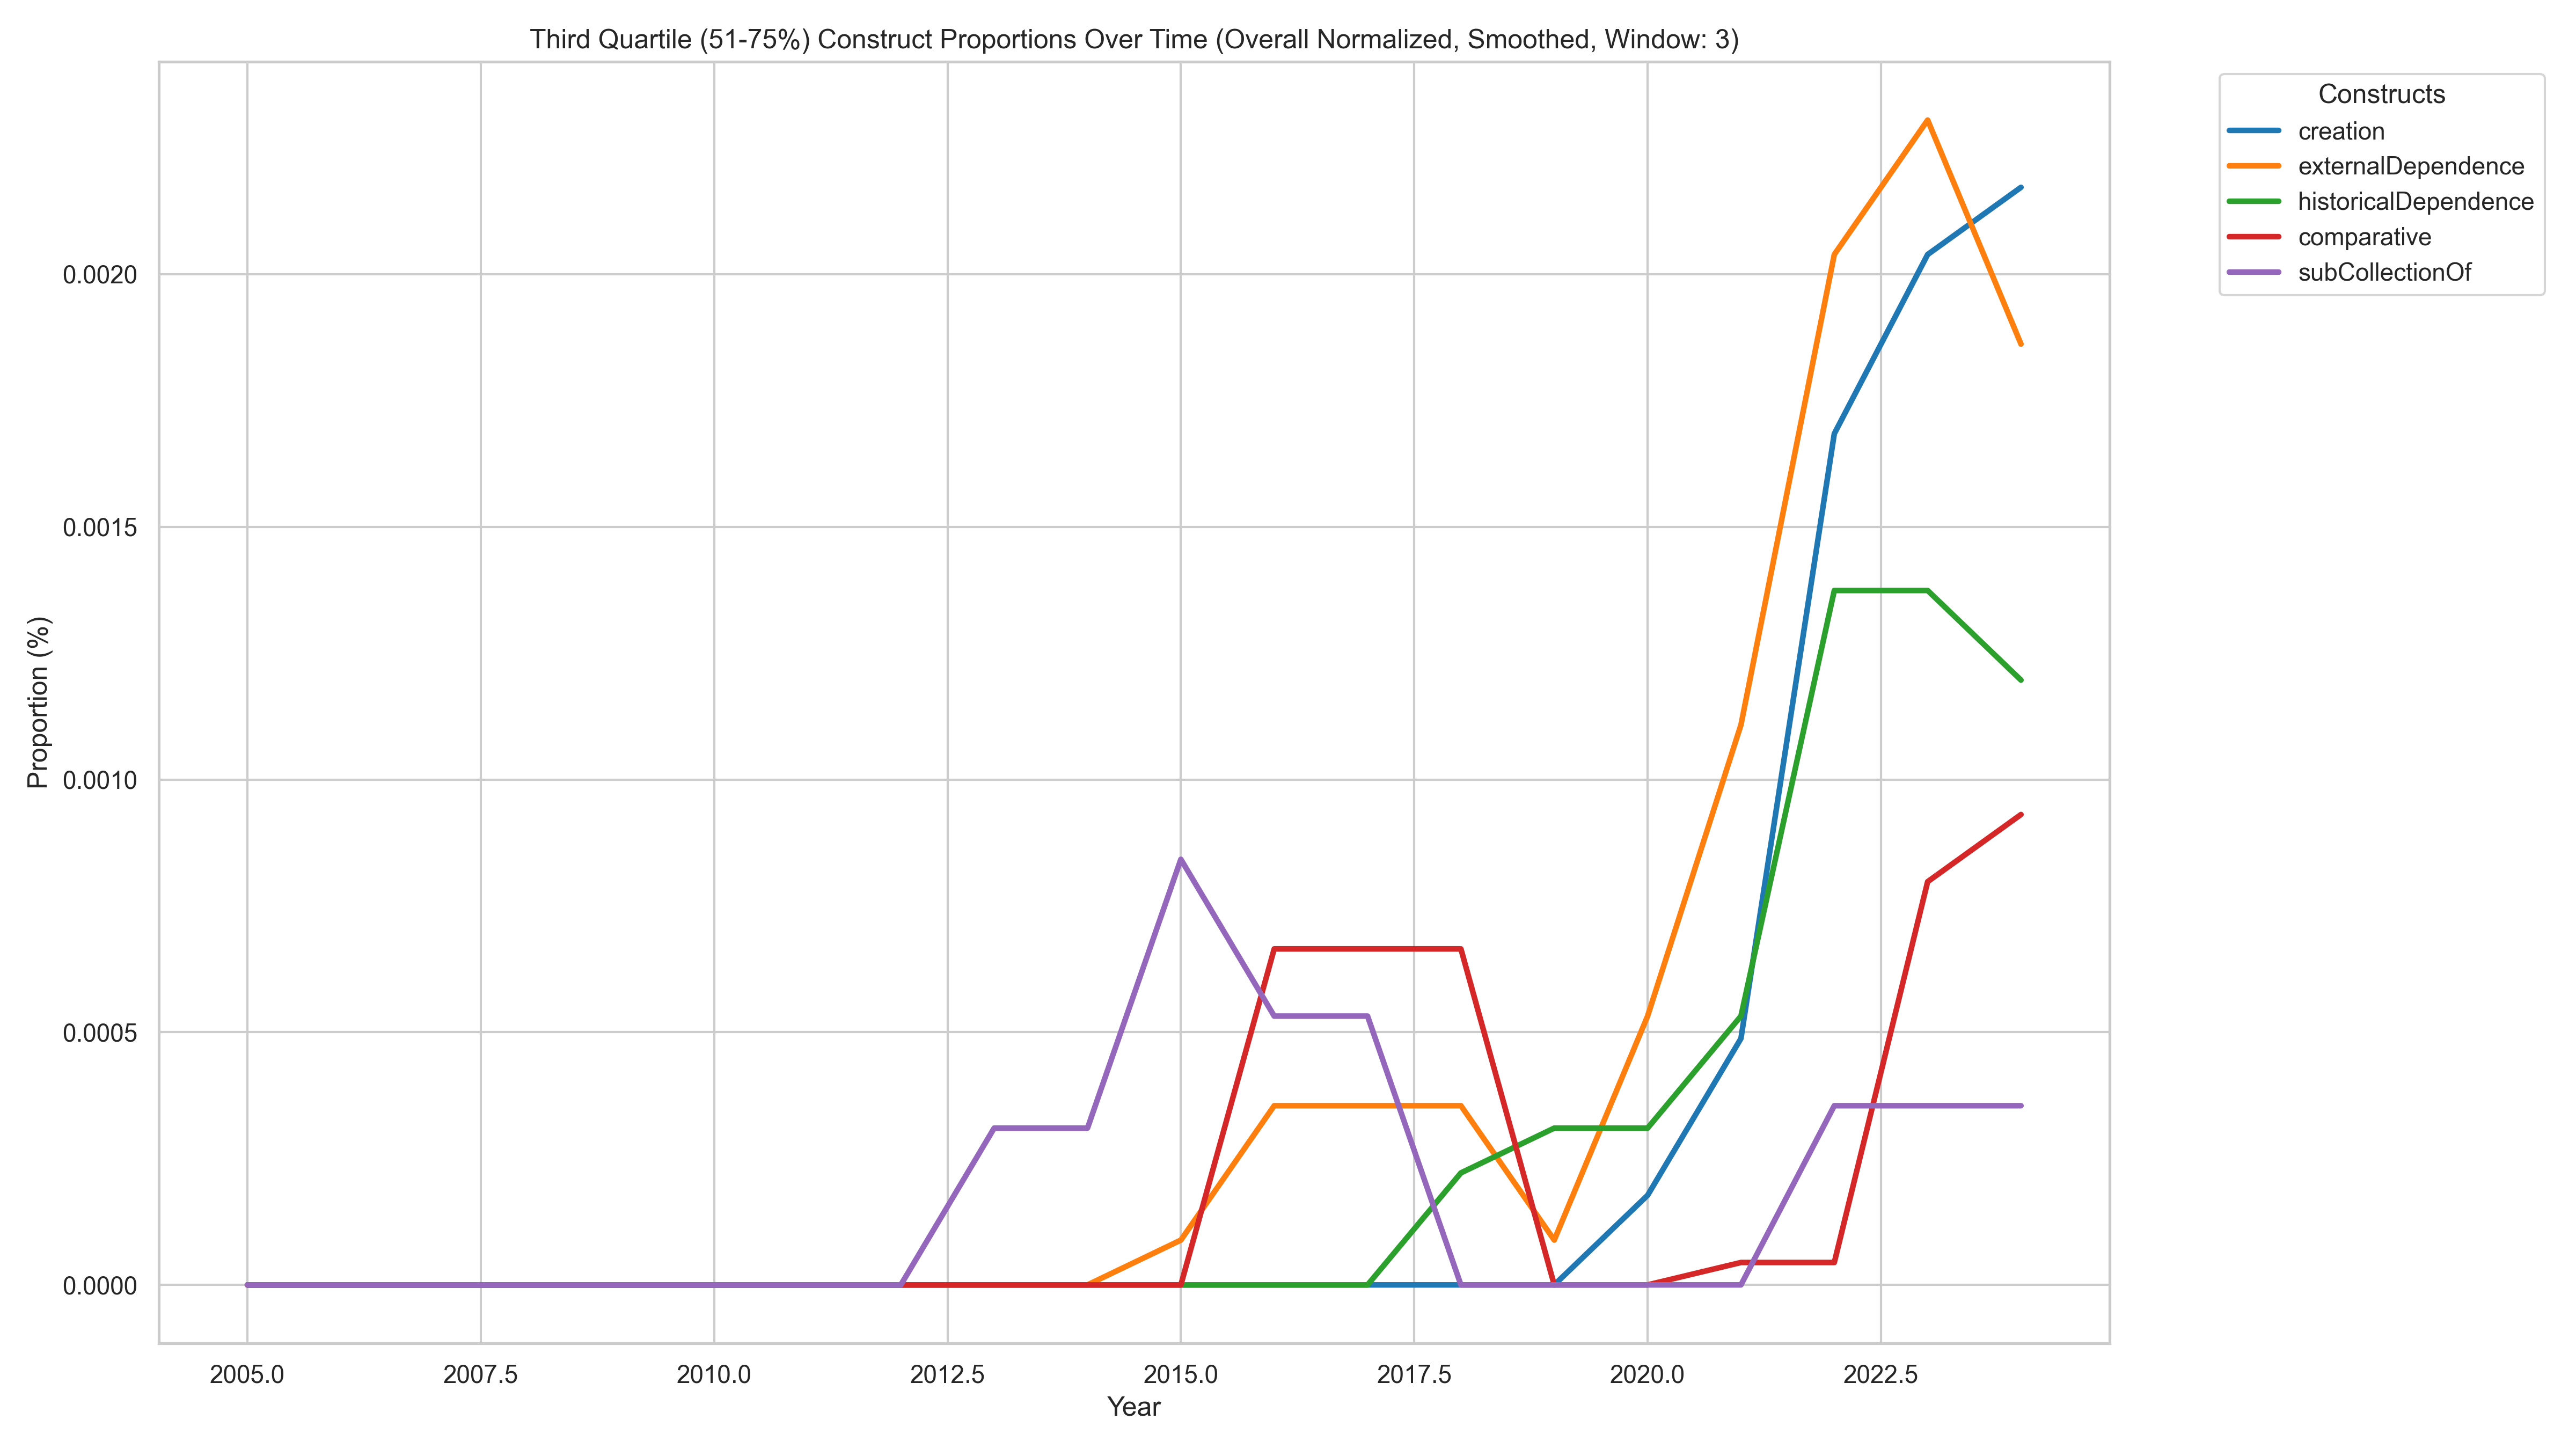 Third Quartile (51-75%) Construct Proportions Over Time (Overall Normalized, Smoothed, Window: 3)
Constructs
creation
externalDependence
historicalDependence
comparative
subCollectionOf
Proportion (%)
0.0020
0.0015
0.0010
0.0005
0.0000
2005.0 2007.5 2010.0 2012.5 2015.0 2017.5 2020.0 2022.5
Year